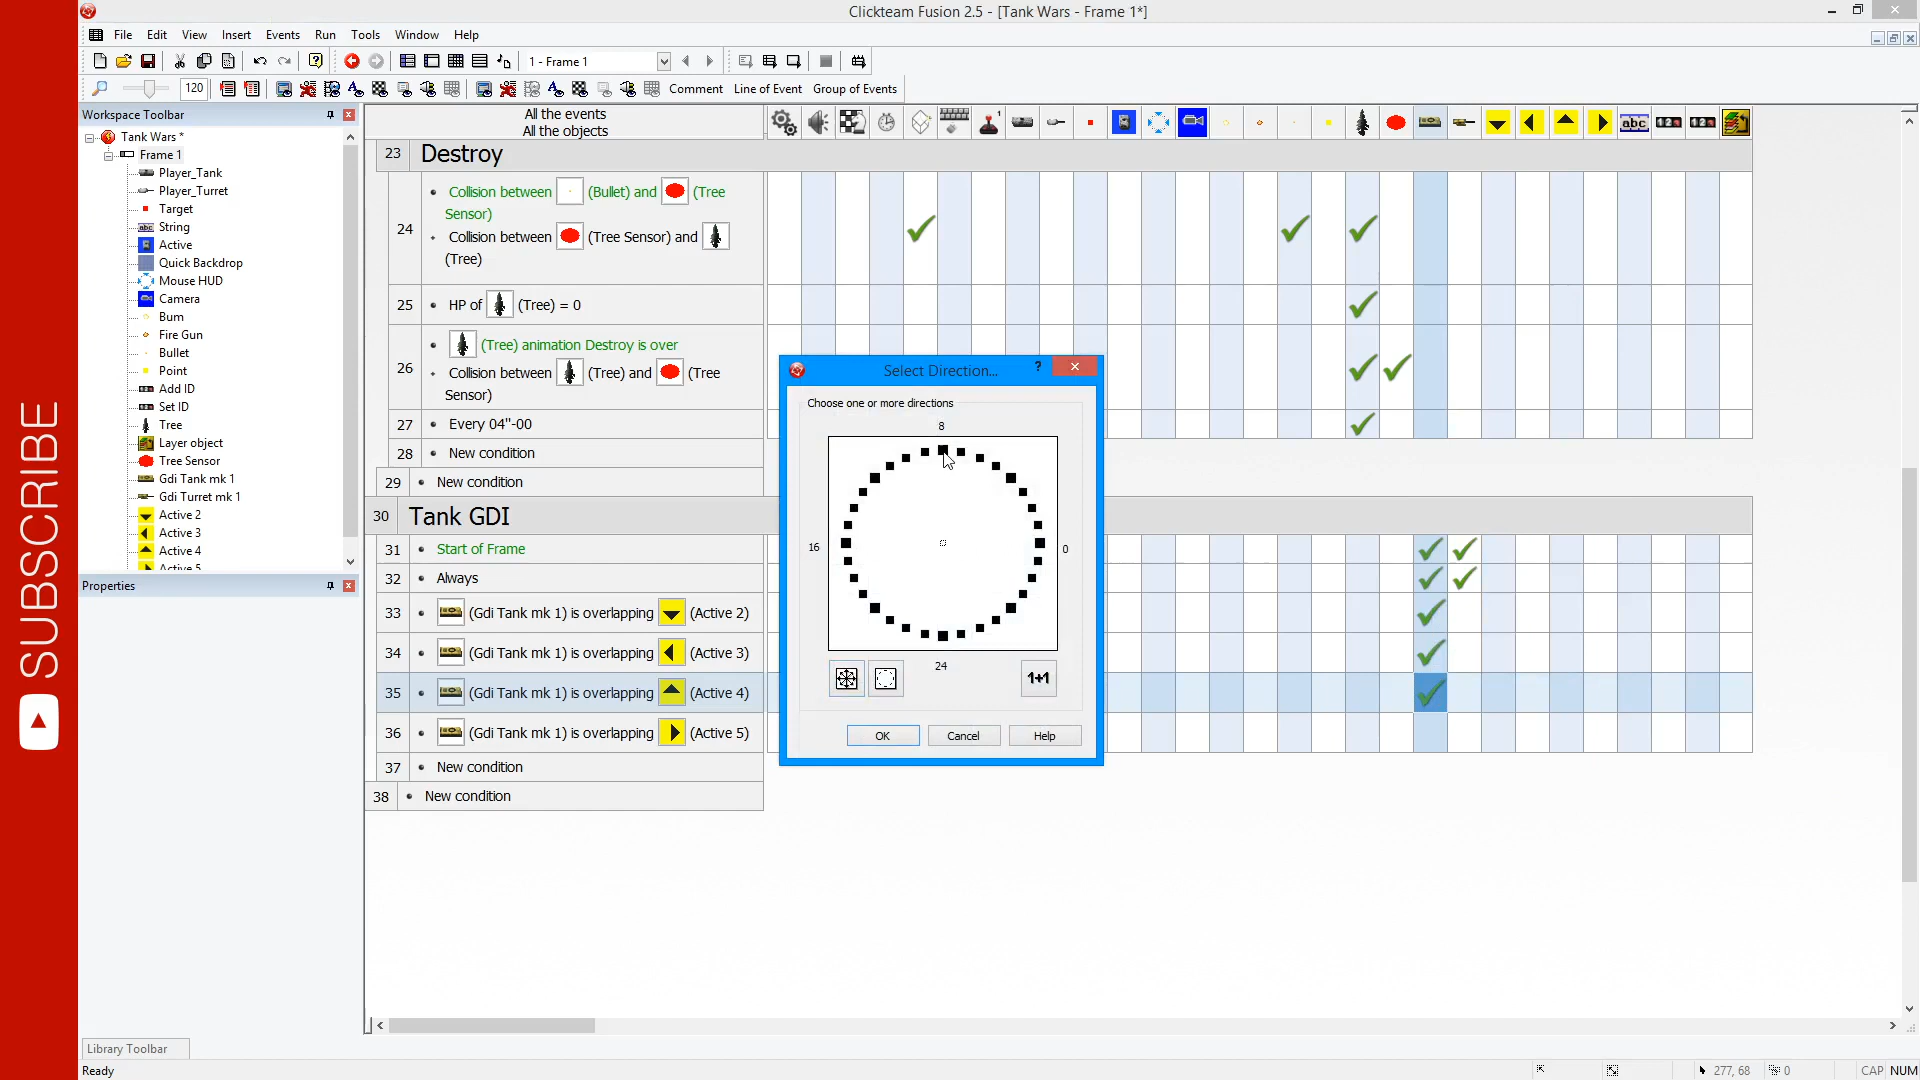 SUBSCRIBE
Clickteam Fusion 2.5 - [Tank Wars - Frame 1*]
File Edit View Insert Events Run Tools Window Help
1 - Frame 1
120 Comment Line of Event Group of Events
Workspace Toolbar
Tank Wars *
Frame 1
Player_Tank
Player_Turret
Target
abc String
Active
Quick Backdrop
Mouse HUD
Camera
Bum
Fire Gun
Bullet
Point
Add ID
Set ID
Tree
Layer object
Tree Sensor
Gdi Tank mk 1
Gdi Turret mk 1
Active 2
Active 3
Active 4
Active 5
Properties
Library Toolbar
Ready
All the events
All the objects
abc
23 Destroy
24 • Collision between (Bullet) and (Tree
Sensor)
Collision between (Tree Sensor) and
(Tree)
25 • HP of (Tree) = 0
26 • (Tree) animation Destroy is over
Collision between (Tree) and (Tree
Sensor)
27 • Every 04"-00
28 • New condition
29 • New condition
30 Tank GDI
31 • Start of Frame
32 • Always
33 • (Gdi Tank mk 1) is overlapping (Active 2)
34 • (Gdi Tank mk 1) is overlapping (Active 3)
35 • (Gdi Tank mk 1) is overlapping (Active 4)
36 • (Gdi Tank mk 1) is overlapping (Active 5)
37 • New condition
38 • New condition
Select Direction...
?
Choose one or more directions
8
16
0
24
1+1
OK Cancel Help
277, 68
0
CAP NUM